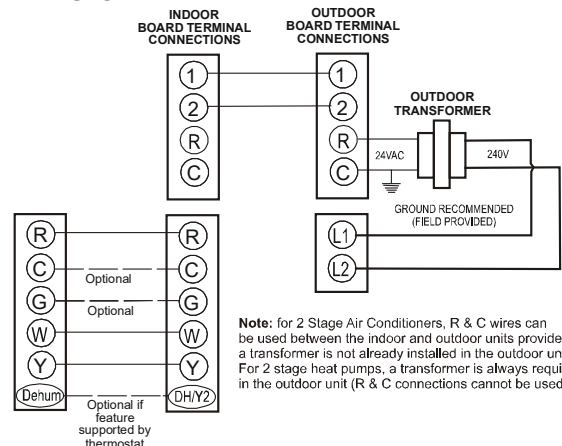 INDOOR
BOARD TERMINAL
CONNECTIONS
OUTDOOR
BOARD TERMINAL
CONNECTIONS
1
2
R
C
1
2
R
C
OUTDOOR
TRANSFORMER
24VAC
240V
GROUND RECOMMENDED
(FIELD PROVIDED)
L1
L2
R
C
G
W
Y
Dehum
Optional
Optional
Optional if
feature
supported by
thermostat
R
C
G
W
Y
DH/Y2
Note: for 2 Stage Air Conditioners, R & C wires can
be used between the indoor and outdoor units provide
a transformer is not already installed in the outdoor un
For 2 stage heat pumps, a transformer is always requi
in the outdoor unit (R & C connections cannot be used